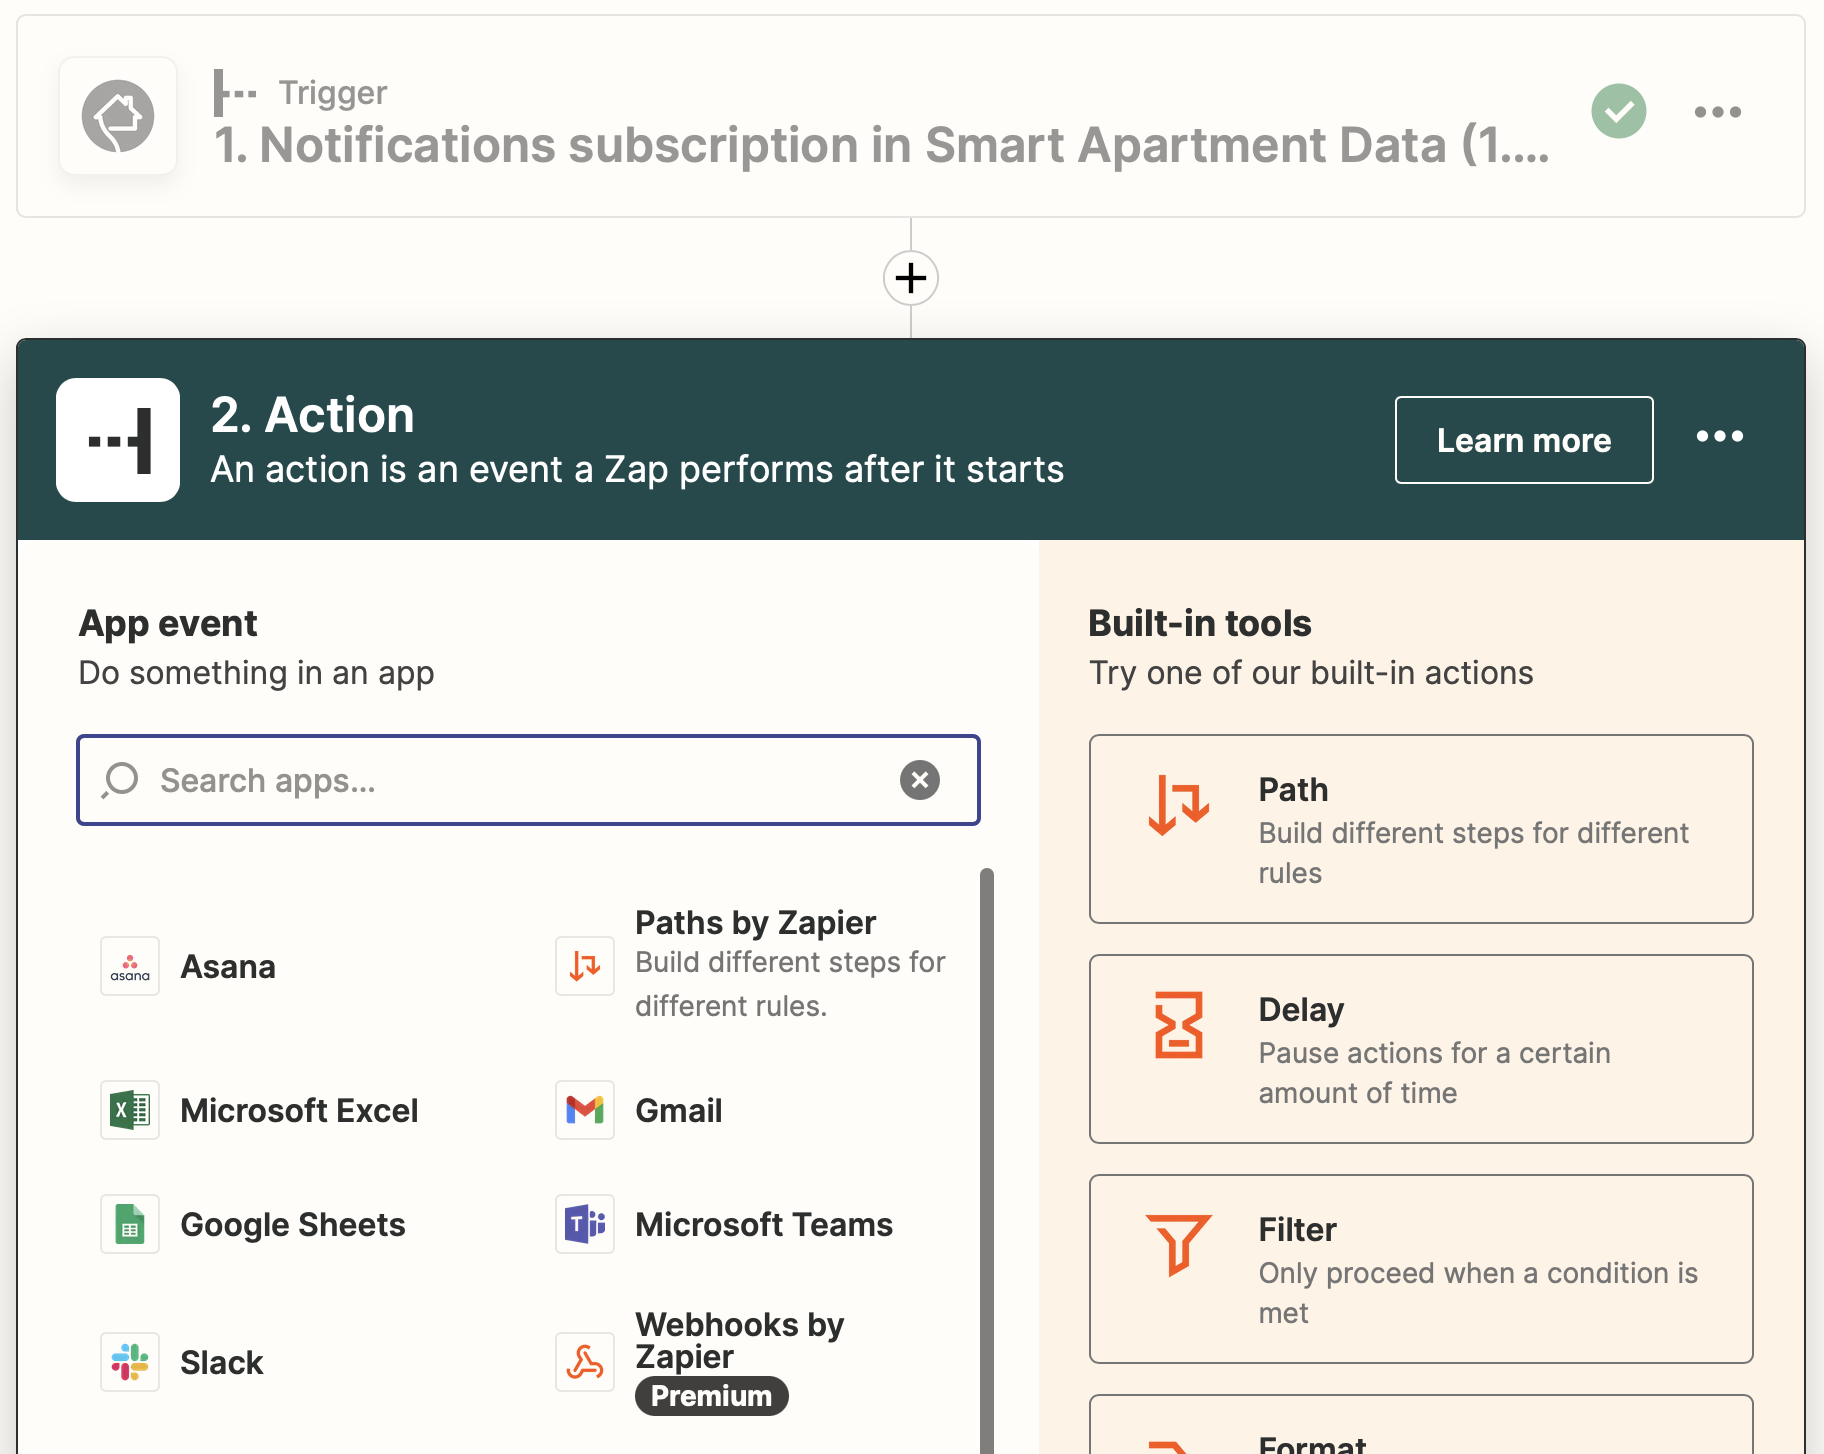 Trigger
1. Notifications subscription in Smart Apartment Data (1....
2. Action
An action is an event a Zap performs after it starts
Learn more
App event
Do something in an app
Search apps...
asana
Asana
Paths by Zapier
Build different steps for
different rules.
X
Microsoft Excel
Gmail
Google Sheets
T
Microsoft Teams
Slack
Webhooks by
Zapier
Premium
Built-in tools
Try one of our built-in actions
Path
Build different steps for different
rules
Delay
Pause actions for a certain
amount of time
Filter
Only proceed when a condition is
met
Format